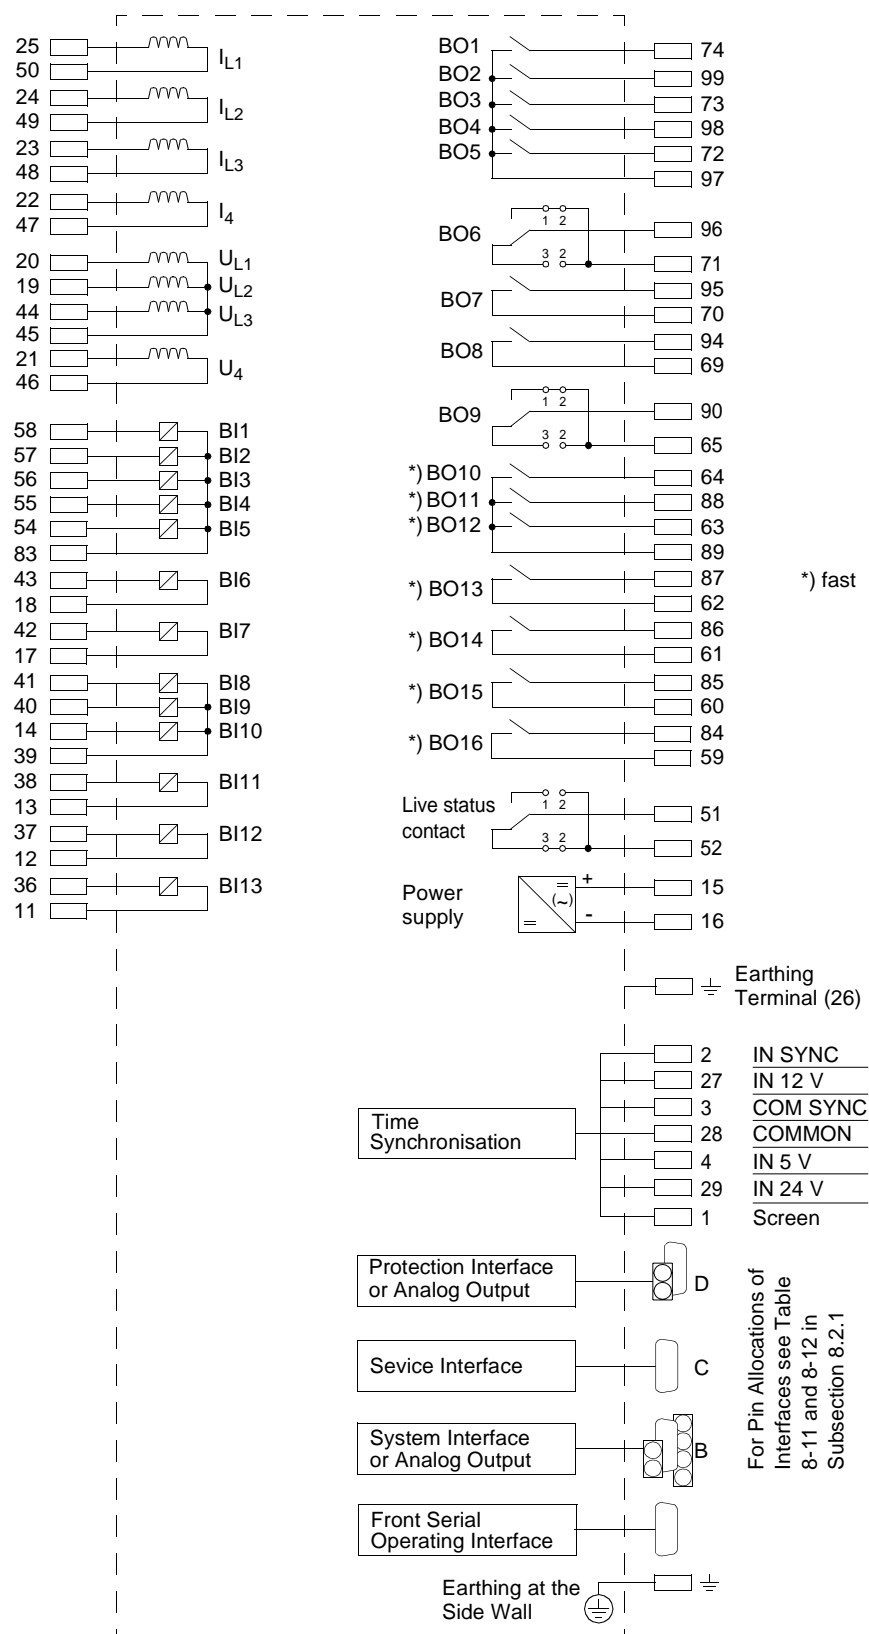 25
50
I L1
24
49
I L2
23
48
I L3
22
47
I 4
20
U L1
19
U L2
44
U L3
45
21
46
U 4
58 BI1
57 BI2
56 BI3
55 BI4
54 BI5
83
43 BI6
18
42 BI7
17
41 BI8
40 BI9
14 BI10
39
38 BI11
13
37 BI12
12
36 BI13
11
BO1 74
BO2 99
BO3 73
BO4 98
BO5 72
97
1 2
BO6 96
3 2
71
95
BO7
70
94
BO8
69
1 2
BO9 90
3 2
65
*) BO10 64
*) BO11 88
*) BO12 63
89
87
*) BO13
62
86
*) BO14
61
85
*) BO15
60
84
*) BO16
59
*) fast
Live status
contact
1 2
51
3 2
52
Power
supply
=
(~)
=
+ 15
- 16
Earthing
Terminal (26)
Time
Synchronisation
2 IN SYNC
27 IN 12 V
3 COM SYNC
28 COMMON
4 IN 5 V
29 IN 24 V
1 Screen
Protection Interface
or Analog Output
D
Sevice Interface
C
System Interface
or Analog Output
B
Front Serial
Operating Interface
For Pin Allocations of
Interfaces see Table
8-11 and 8-12 in
Subsection 8.2.1
Earthing at the
Side Wall